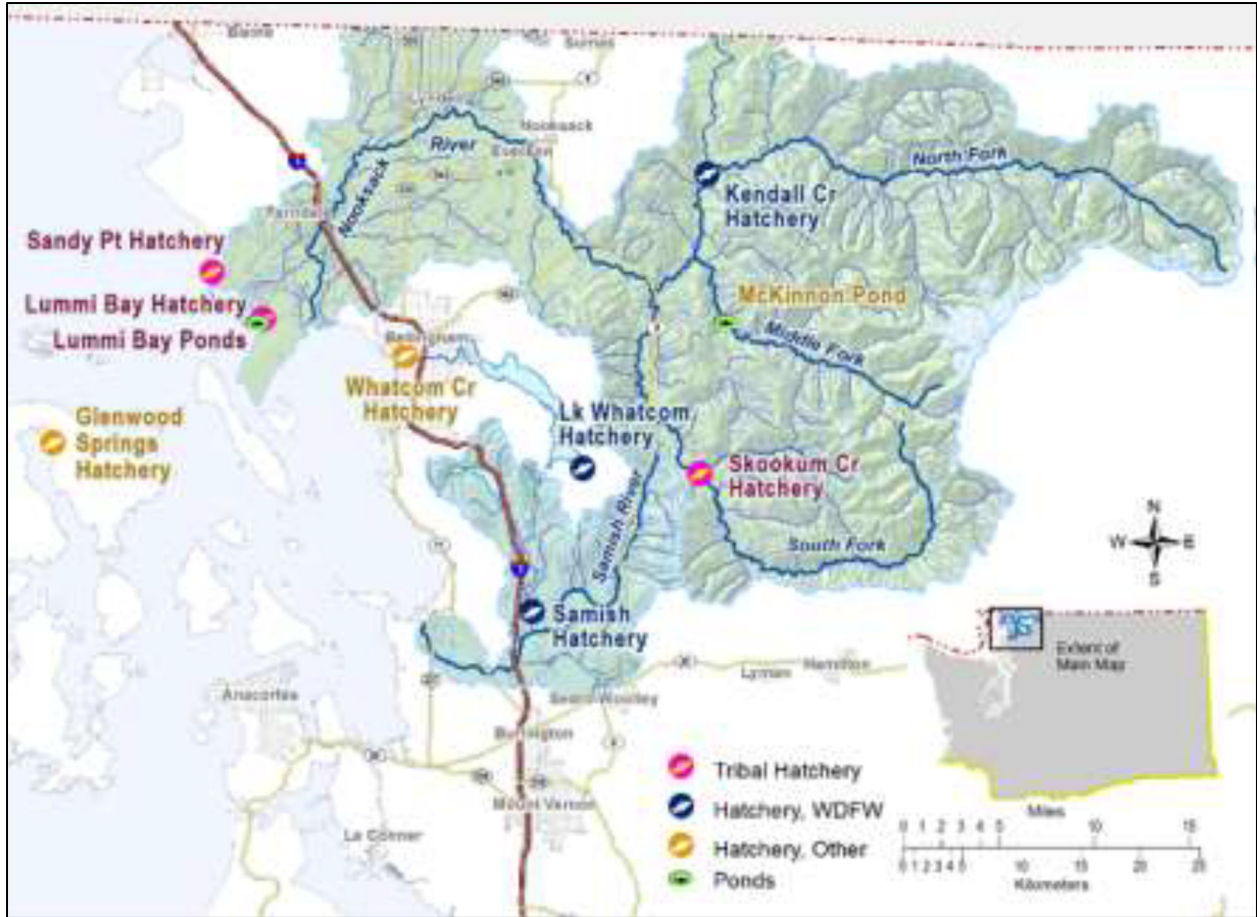 Blaine
Sumas
Lynden
Nooksack
Everson
River
Nooksack
North Fork
Kendall Cr
Hatchery
Ferndale
Sandy Pt Hatchery
Lummi Bay Hatchery
Lummi Bay Ponds
McKinnon Pond
Middle Fork
Bellingham
Whatcom Cr
Hatchery
Glenwood
Springs
Hatchery
Lk Whatcom
Hatchery
Skookum Cr
Hatchery
Samish River
South Fork
Samish
Hatchery
N
W E
S
Extent of
Main Map
Anacortes
Sedro-Woolley
Lyman
Hamilton
Burlington
Mount Vernon
La Conner
Tribal Hatchery
Hatchery, WDFW
Hatchery, Other
Ponds
Miles
0 1 2 3 4 5 10 15
0 1 2 3 4 5 10 15 20 25
Kilometers